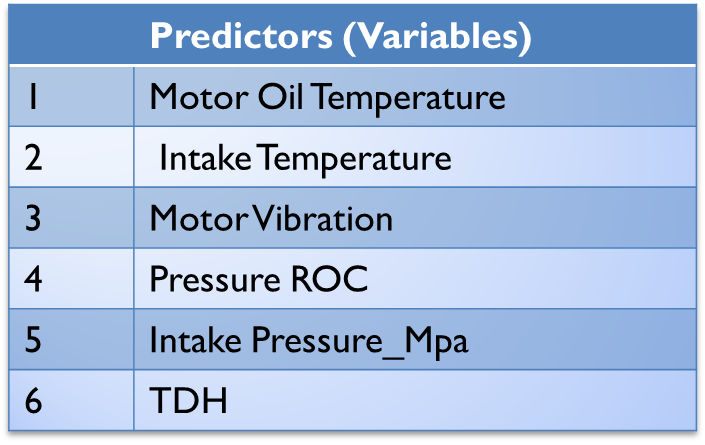 Predictors (Variables)
1 Motor Oil Temperature
2 Intake Temperature
3 Motor Vibration
4 Pressure ROC
5 Intake Pressure_Mpa
6 TDH